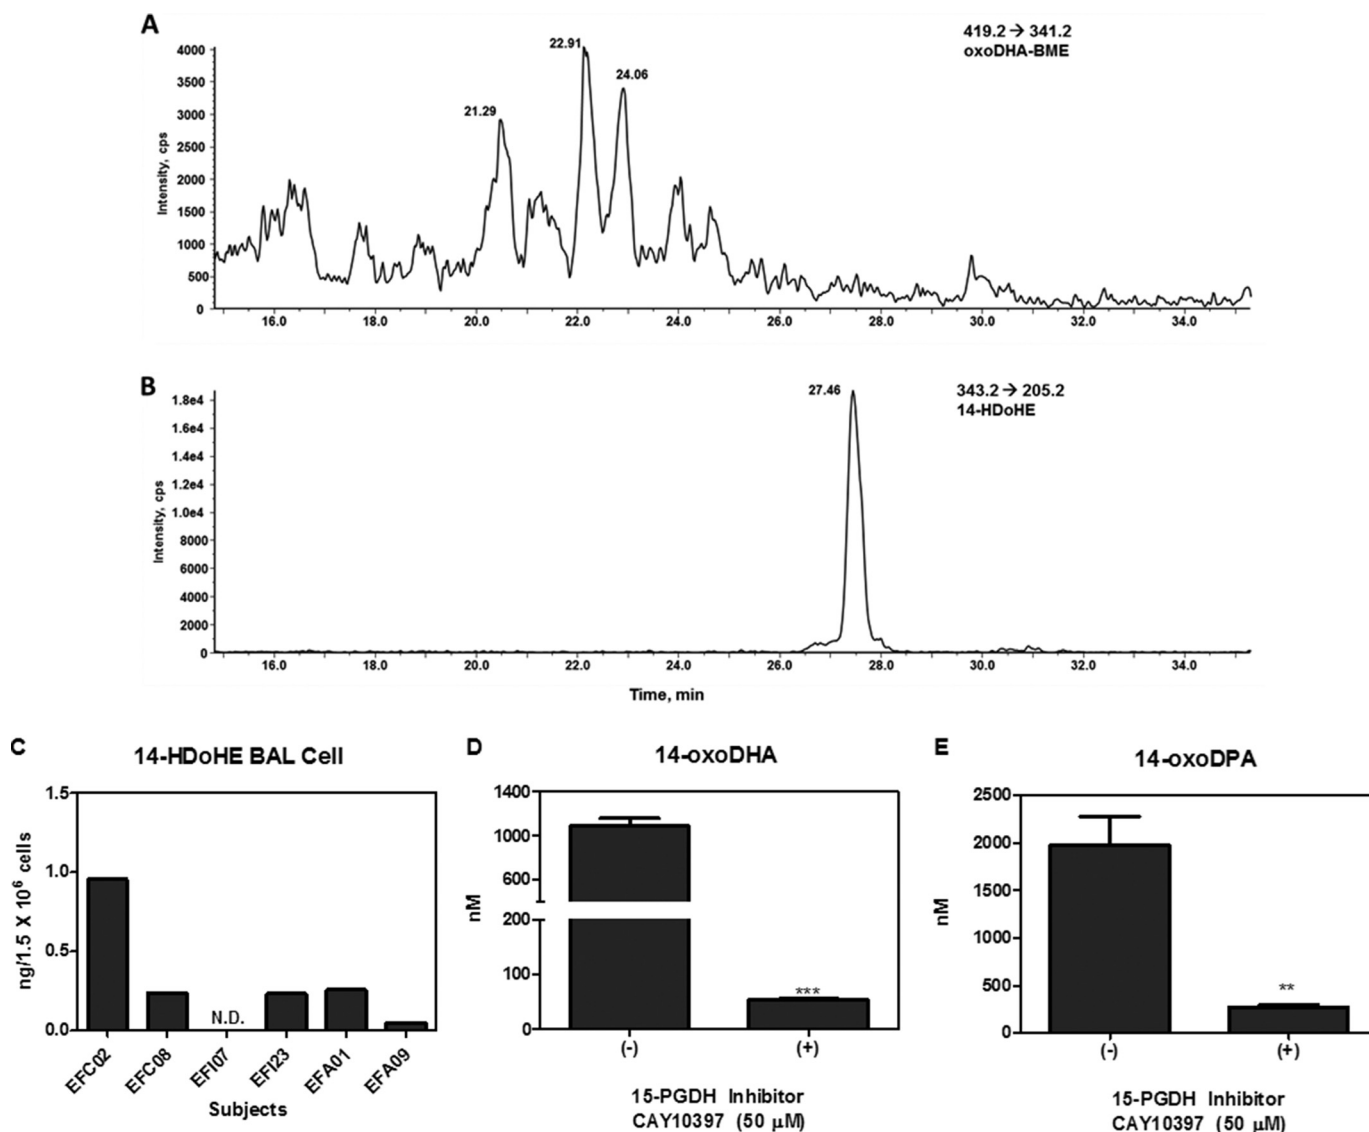 A
419.2 → 341.2
oxoDHA-BME
22.91
24.06
21.29
Intensity, cps
4000
3500
3000
2500
2000
1500
1000
500
0
16.0 18.0 20.0 22.0 24.0 26.0 28.0 30.0 32.0 34.0
B
343.2 → 205.2
14-HDoHE
27.46
Intensity, cps
1.8e4
1.6e4
1.4e4
1.2e4
1.0e4
8000
6000
4000
2000
0
16.0 18.0 20.0 22.0 24.0 26.0 28.0 30.0 32.0 34.0
Time, min
C
14-HDoHE BAL Cell
ng/1.5 X 10⁶ cells
1.5
1.0
0.5
0.0
N.D.
EFC02 EFC08 EFI07 EFI23 EFA01 EFA09
Subjects
D
14-oxoDHA
nM
1400
1000
600
200
100
0
***
(-) (+)
15-PGDH Inhibitor
CAY10397 (50 µM)
E
14-oxoDPA
nM
2500
2000
1500
1000
500
0
**
(-) (+)
15-PGDH Inhibitor
CAY10397 (50 µM)